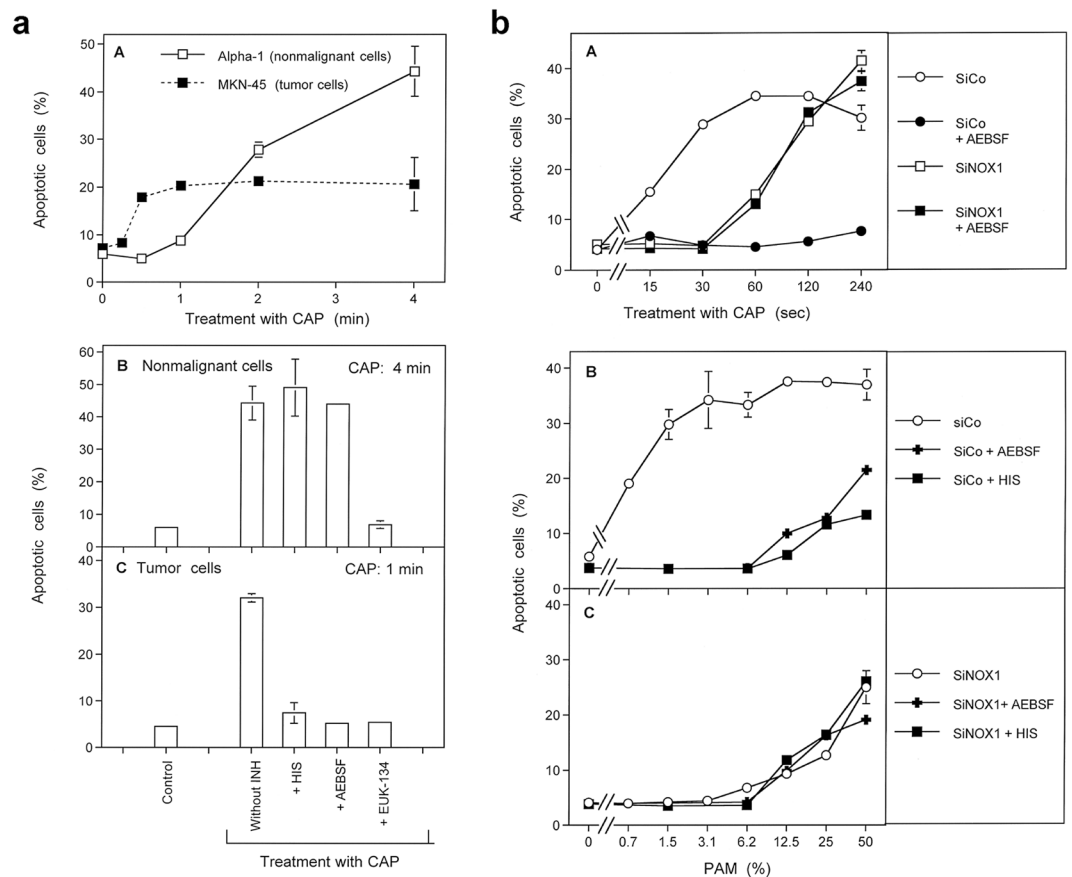 a
A
Alpha-1 (nonmalignant cells)
MKN-45 (tumor cells)
Apoptotic cells (%)
50
40
30
20
10
0
0 1 2 3 4
Treatment with CAP (min)
B Nonmalignant cells CAP: 4 min
60
50
40
30
20
10
0
Apoptotic cells (%)
C Tumor cells CAP: 1 min
40
30
20
10
0
Control
Without INH
+ HIS
+ AEBSF
+ EUK-134
Treatment with CAP
b
A
Apoptotic cells (%)
40
30
20
10
0
0 15 30 60 120 240
Treatment with CAP (sec)
SiCo
SiCo
+ AEBSF
SiNOX1
SiNOX1
+ AEBSF
B
40
30
20
10
0
siCo
SiCo + AEBSF
SiCo + HIS
Apoptotic cells (%)
C
40
30
20
10
0
0 0.7 1.5 3.1 6.2 12.5 25 50
PAM (%)
SiNOX1
SiNOX1+ AEBSF
SiNOX1 + HIS